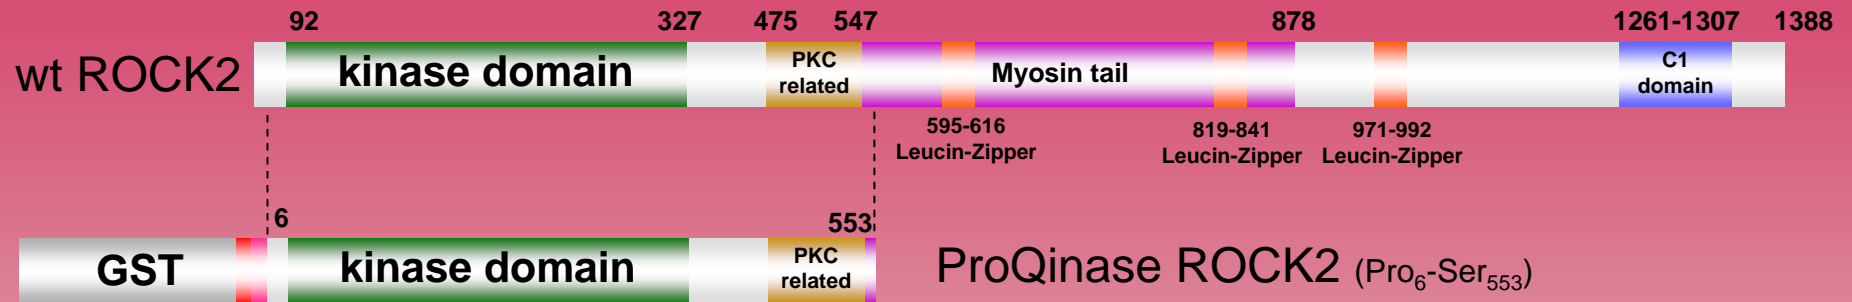 92 327 475 547 878 1261-1307 1388
wt ROCK2 kinase domain PKC related Myosin tail C1 domain
595-616 Leucin-Zipper 819-841 Leucin-Zipper 971-992 Leucin-Zipper
6 553
GST kinase domain PKC related ProQinase ROCK2 (Pro6-Ser553)